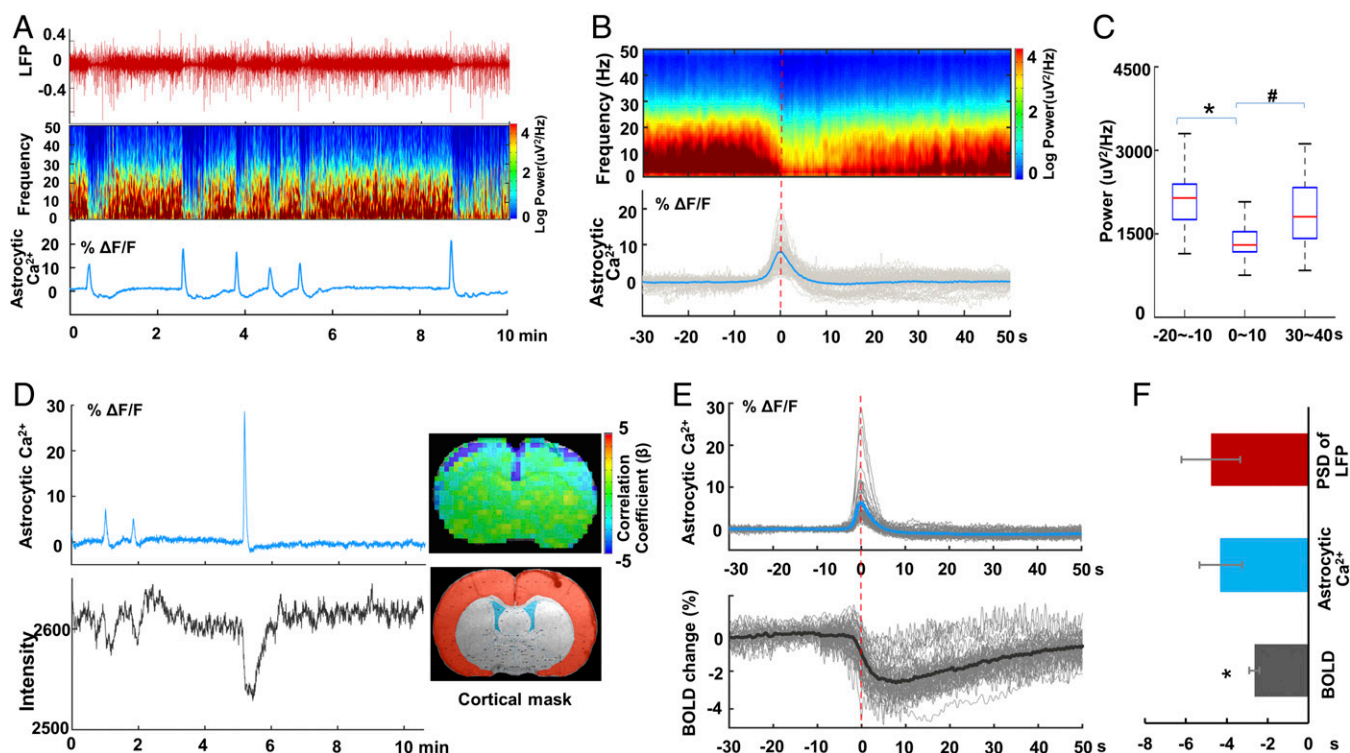 A
LFP
0.4
0
-0.4
Frequency
50
40
30
20
10
0
4
2
0
Log Power(uV²/Hz)
Astrocytic
Ca²⁺
% ΔF/F
20
10
0
0
2
4
6
8
10 min
B
Frequency (Hz)
50
40
30
20
10
0
4
2
0
Log Power(uV²/Hz)
Astrocytic
Ca²⁺
% ΔF/F
20
10
0
-30
-20
-10
0
10
20
30
40
50 s
C
Power (uV²/Hz)
4500
3000
1500
0
*
#
-20~-10
0~10
30~40 s
D
Astrocytic Ca²⁺
% ΔF/F
30
20
10
0
Intensity
2600
2500
0
2
4
6
8
10 min
5
-5
Correlation
Coefficient (β)
Cortical mask
E
Astrocytic Ca²⁺
% ΔF/F
30
20
10
0
-30
-20
-10
0
10
20
30
40
50 s
BOLD change (%)
0
-2
-4
-30
-20
-10
0
10
20
30
40
50 s
F
PSD of
LFP
Astrocytic
Ca²⁺
BOLD
*
-8
-6
-4
-2
0
s